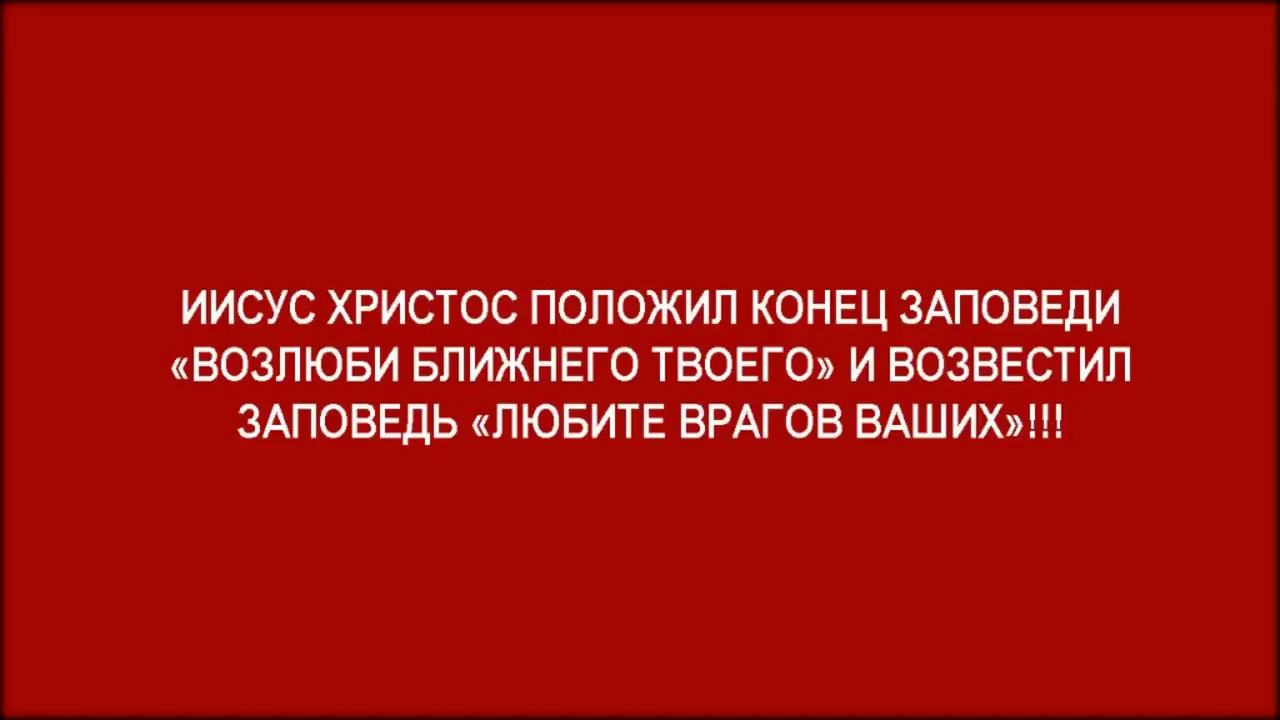 ИИСУС ХРИСТОС ПОЛОЖИЛ КОНЕЦ ЗАПОВЕДИ
«ВОЗЛЮБИ БЛИЖНЕГО ТВОЕГО» И ВОЗВЕСТИЛ
ЗАПОВЕДЬ «ЛЮБИТЕ ВРАГОВ ВАШИХ»!!!